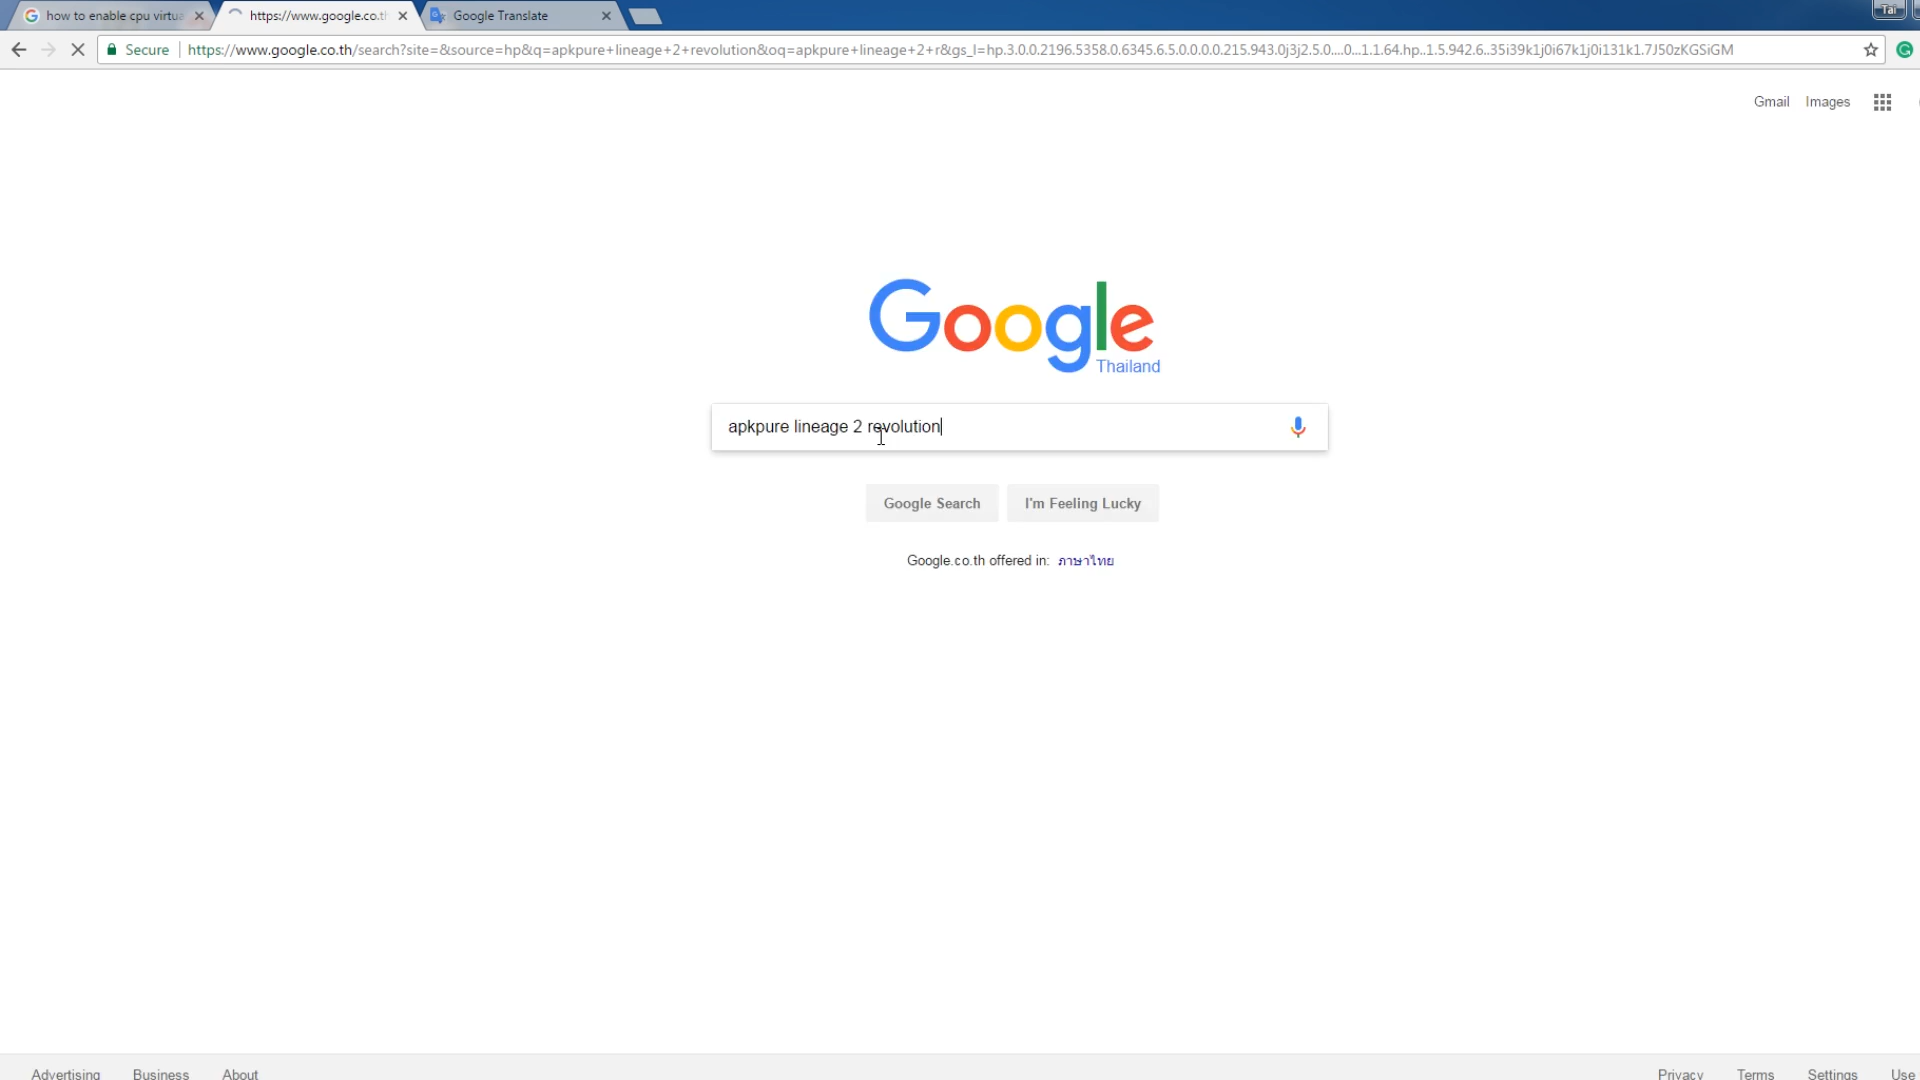 how to enable cpu virtua
https://www.google.co.t
Google Translate
Tai
Secure
https://www.google.co.th/search?site=&source=hp&q=apkpure+lineage+2+revolution&oq=apkpure+lineage+2+r&gs_l=hp.3.0.0.2196.5358.0.6345.6.5.0.0.0.0.215.943.0j3j2.5.0....0...1.1.64.hp..1.5.942.6..35i39k1j0i67k1j0i131k1.7J50zKGSiGM
Gmail Images
Google
Thailand
apkpure lineage 2 revolution
Google Search I'm Feeling Lucky
Google.co.th offered in: ภาษาไทย
Advertising Business About Privacy Terms Settings Use